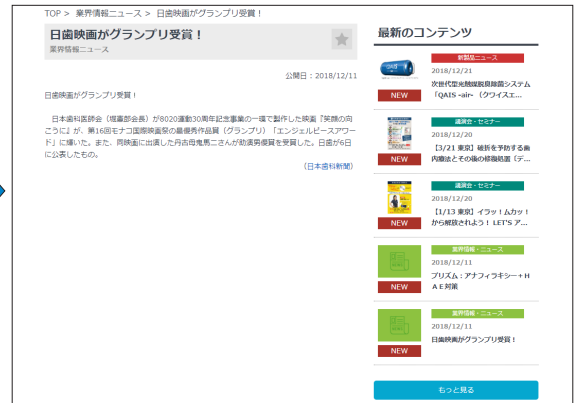 TOP > 業界情報ニュース > 日歯映画がグランプリ受賞！
日歯映画がグランプリ受賞！
業界情報ニュース
公開日：2018/12/11
日歯映画がグランプリ受賞！
日本歯科医師会（堀憲郎会長）が8020運動30周年記念事業の一環で製作した映画『笑顔の向
こうに』が、第16回モナコ国際映画祭の最優秀作品賞（グランプリ）「エンジェルピースアワー
ド」に輝いた。また、同映画に出演した丹古母鬼馬二さんが助演男優賞を受賞した。日歯が6日
に公表したもの。
（日本歯科新聞）
最新のコンテンツ
新製品ニュース
2018/12/21
次世代型光触媒脱臭除菌システム
「QAIS -air- （クワイスエ...
NEW
講演会・セミナー
2018/12/20
【3/21 東京】破折を予防する歯
内療法とその後の修復処置（デ...
NEW
講演会・セミナー
2018/12/20
【1/13 東京】イラッ！ムカッ！
から解放されよう！ LET'S ア...
NEW
業界情報・ニュース
2018/12/11
プリズム：アナフィラキシー＋H
A E対策
NEW
業界情報・ニュース
2018/12/11
日歯映画がグランプリ受賞！
NEW
もっと見る